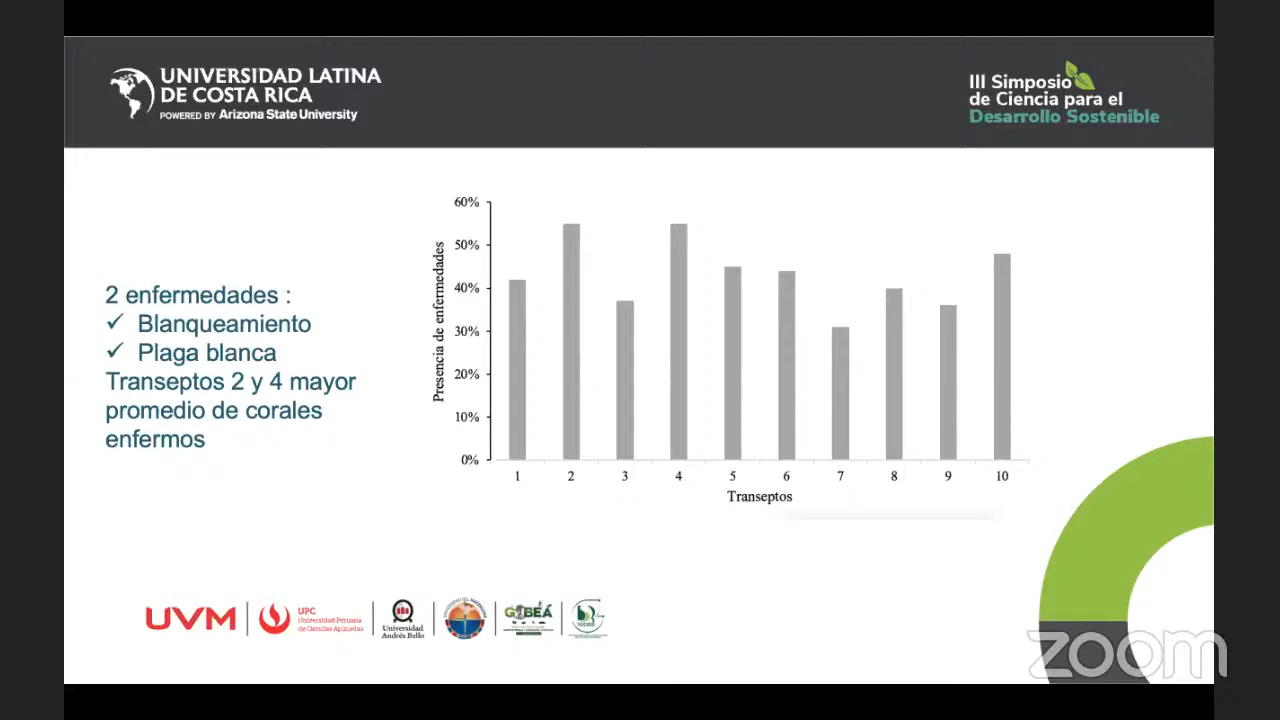 UNIVERSIDAD LATINA
DE COSTA RICA
POWERED BY Arizona State University
III Simposio
de Ciencia para el
Desarrollo Sostenible
2 enfermedades :
✓ Blanqueamiento
✓ Plaga blanca
Transeptos 2 y 4 mayor
promedio de corales
enfermos
Presencia de enfermedades
60%
50%
40%
30%
20%
10%
0%
1 2 3 4 5 6 7 8 9 10
Transeptos
UVM
UPC
Universidad Peruana
de Ciencias Aplicadas
Universidad
Andrés Bello
zoom